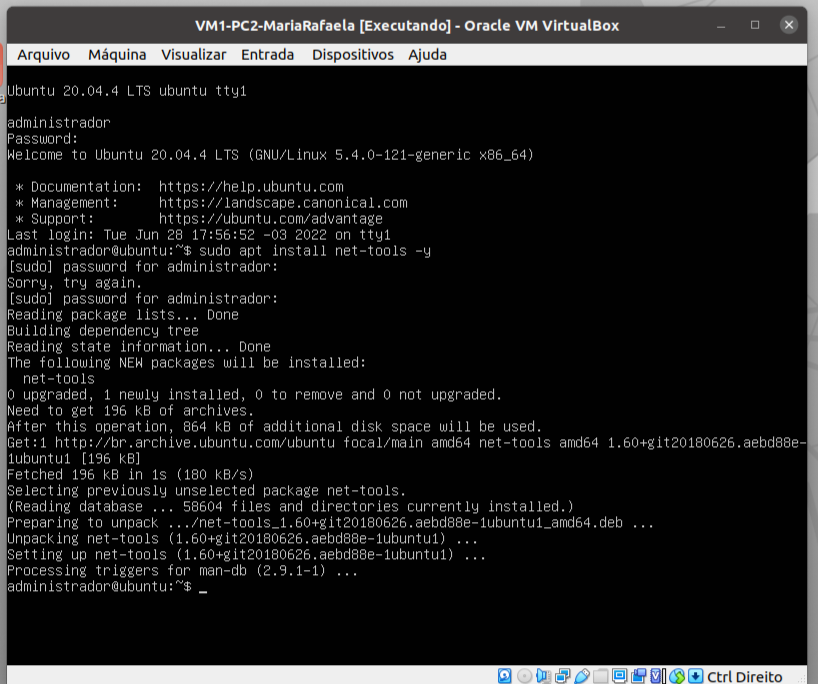 VM1-PC2-MariaRafaela [Executando] - Oracle VM VirtualBox
Arquivo Máquina Visualizar Entrada Dispositivos Ajuda
Ubuntu 20.04.4 LTS ubuntu tty1
administrador
Password:
Welcome to Ubuntu 20.04.4 LTS (GNU/Linux 5.4.0-121-generic x86_64)
* Documentation: https://help.ubuntu.com
* Management: https://landscape.canonical.com
* Support: https://ubuntu.com/advantage
Last login: Tue Jun 28 17:56:52 -03 2022 on tty1
administrador@ubuntu:~$ sudo apt install net-tools -y
[sudo] password for administrador:
Sorry, try again.
[sudo] password for administrador:
Reading package lists... Done
Building dependency tree
Reading state information... Done
The following NEW packages will be installed:
net-tools
0 upgraded, 1 newly installed, 0 to remove and 0 not upgraded.
Need to get 196 kB of archives.
After this operation, 864 kB of additional disk space will be used.
Get:1 http://br.archive.ubuntu.com/ubuntu focal/main amd64 net-tools amd64 1.60+git20180626.aebd88e-
1ubuntu1 [196 kB]
Fetched 196 kB in 1s (180 kB/s)
Selecting previously unselected package net-tools.
(Reading database ... 58604 files and directories currently installed.)
Preparing to unpack .../net-tools_1.60+git20180626.aebd88e-1ubuntu1_amd64.deb ...
Unpacking net-tools (1.60+git20180626.aebd88e-1ubuntu1) ...
Setting up net-tools (1.60+git20180626.aebd88e-1ubuntu1) ...
Processing triggers for man-db (2.9.1-1) ...
administrador@ubuntu:~$ _
Ctrl Direito